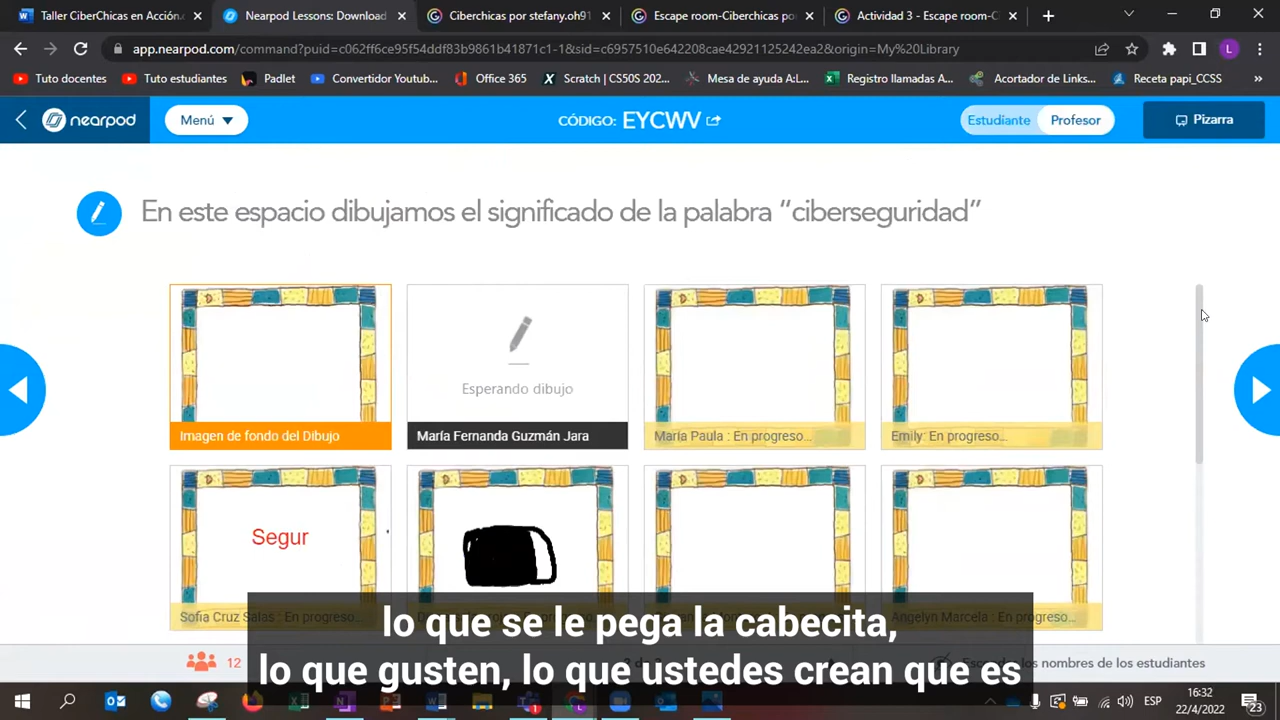 Taller CiberChicas en Acción.
Nearpod Lessons: Download
Ciberchicas por stefany.oh91
Escape room-Ciberchicas por
Actividad 3 - Escape room-C
app.nearpod.com/command?puid=c062ff6ce95f54ddf83b9861b41871c1-1&sid=c6957510e642208cae42921125242ea2&origin=My%20Library
L
Tuto docentes
Tuto estudiantes
Padlet
Convertidor Youtub...
Office 365
Scratch | CS50S 202...
Mesa de ayuda A:L...
Registro llamadas A...
Acortador de Links...
Receta papi_CCSS
»
nearpod
Menú
CÓDIGO: EYCWV
Estudiante
Profesor
Pizarra
En este espacio dibujamos el significado de la palabra “ciberseguridad”
Esperando dibujo
Imagen de fondo del Dibujo
María Fernanda Guzmán Jara
María Paula : En progreso...
Emily: En progreso...
Segur
Sofía Cruz Salas : En progreso...
Angelyn Marcela : En progreso...
lo que se le pega la cabecita,
lo que gusten, lo que ustedes crean que es
12
los nombres de los estudiantes
ESP
16:32
22/4/2022
23